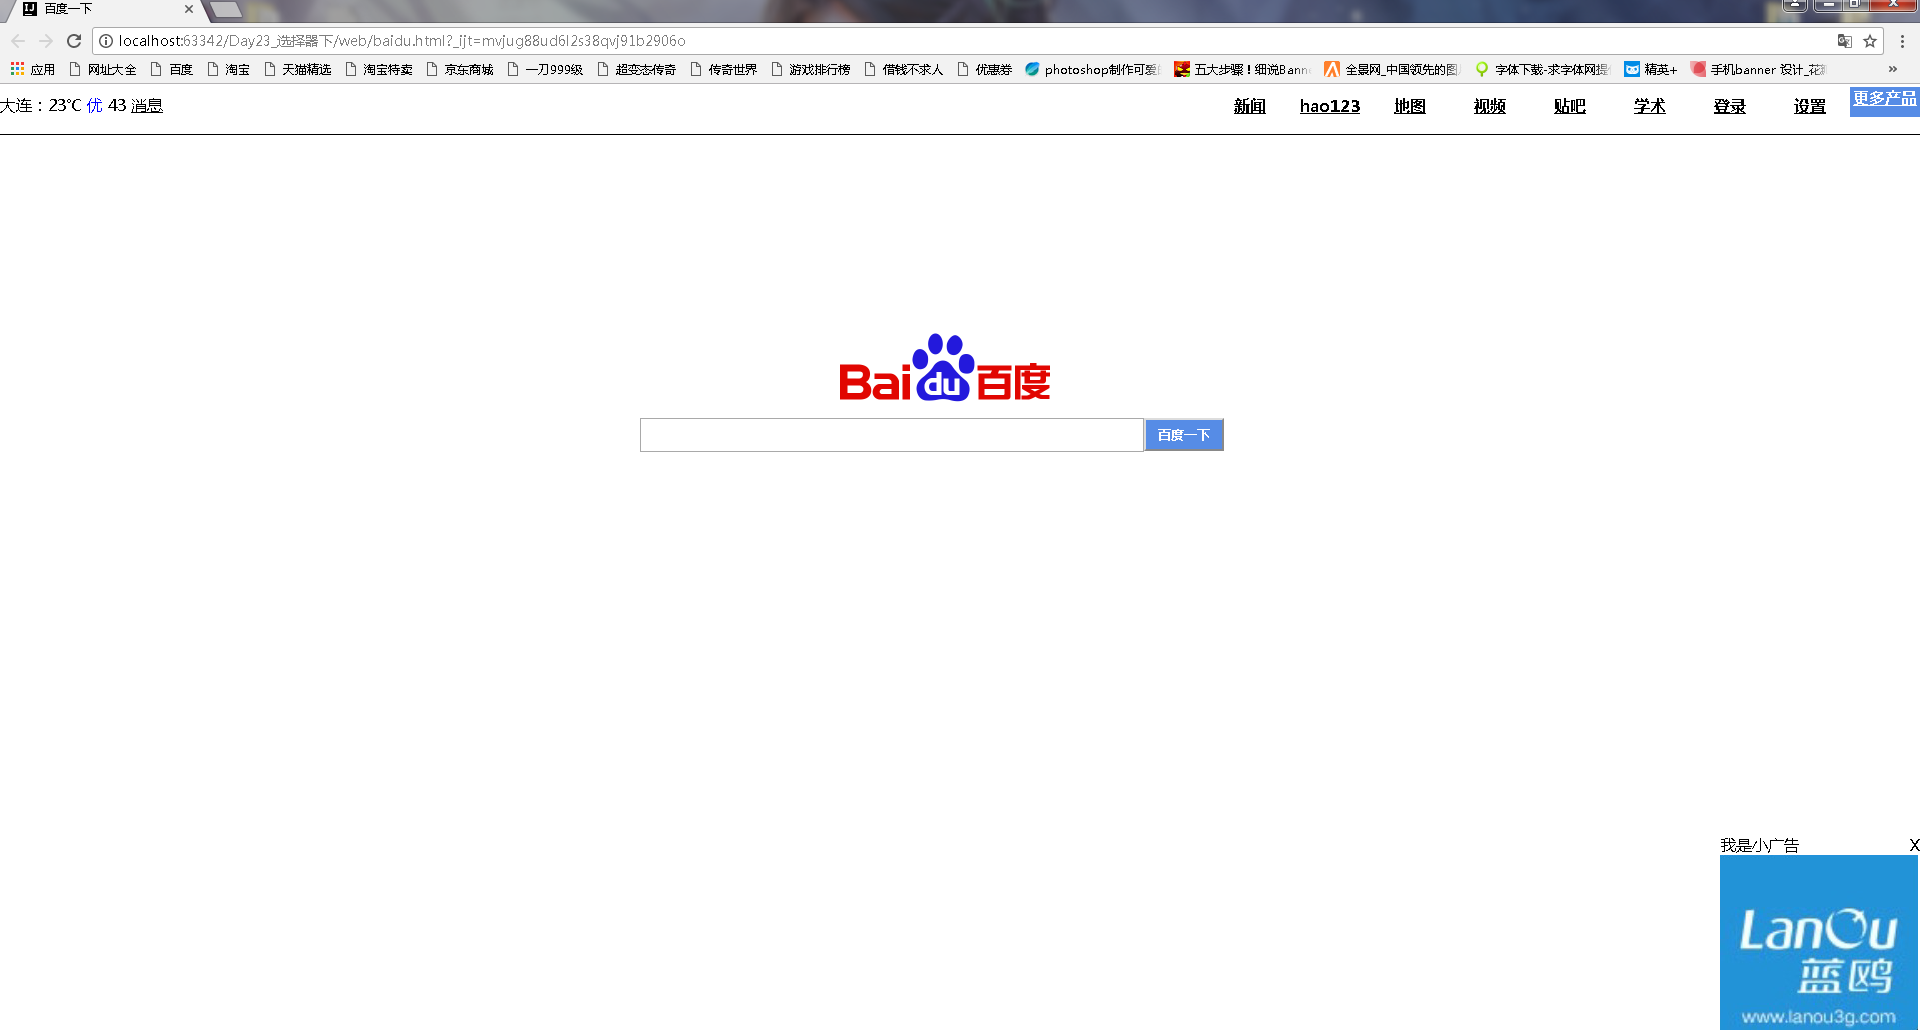 百度一下
localhost:63342/Day23_选择器下/web/baidu.html?_ijt=mvjug88ud6l2s38qvj91b2906o
应用 网址大全 百度 淘宝 天猫精选 淘宝特卖 京东商城 一刀999级 超变态传奇 传奇世界 游戏排行榜 借钱不求人 优惠券 photoshop制作可爱 五大步骤！细说Bann 全景网_中国领先的图 字体下载-求字体网提 精英+ 手机banner 设计_花 »
大连：23℃ 优 43 消息 新闻 hao123 地图 视频 贴吧 学术 登录 设置 更多产品
Bai du 百度
百度一下
我是小广告 X
LanOu
蓝鸥
www.lanou3g.com